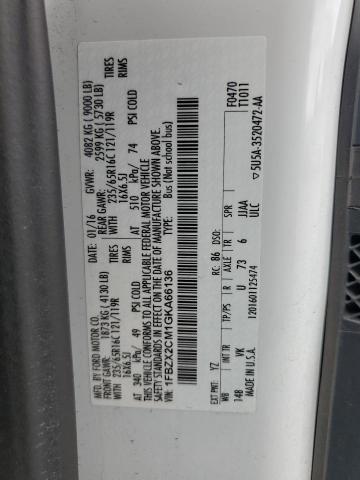 MFD. BY FORD MOTOR CO.
DATE: 01/16 GVWR: 4082 KG ( 9000 LB)
FRONT GAWR: 1873 KG ( 4130 LB) REAR GAWR: 2599 KG ( 5730 LB)
WITH 235/65R16C 121/119R TIRES WITH 235/65R16C 121/119R TIRES
16X6.5J RIMS 16X6.5J RIMS
AT 340 kPa/ 49 PSI COLD AT 510 kPa/ 74 PSI COLD
THIS VEHICLE CONFORMS TO ALL APPLICABLE FEDERAL MOTOR VEHICLE
SAFETY STANDARDS IN EFFECT ON THE DATE OF MANUFACTURE SHOWN ABOVE.
VIN: 1FBZX2CM1GKA66136
TYPE: Bus (Not school bus)
F0470
T1011
EXT PNT: YZ RC: 86 DSO:
WB INT TR TP/PS R AXLE TR SPR
148 VK U 73 6 JJAA
MADE IN U.S.A. 1201601125474 ULC
5U5A-3520472-AA